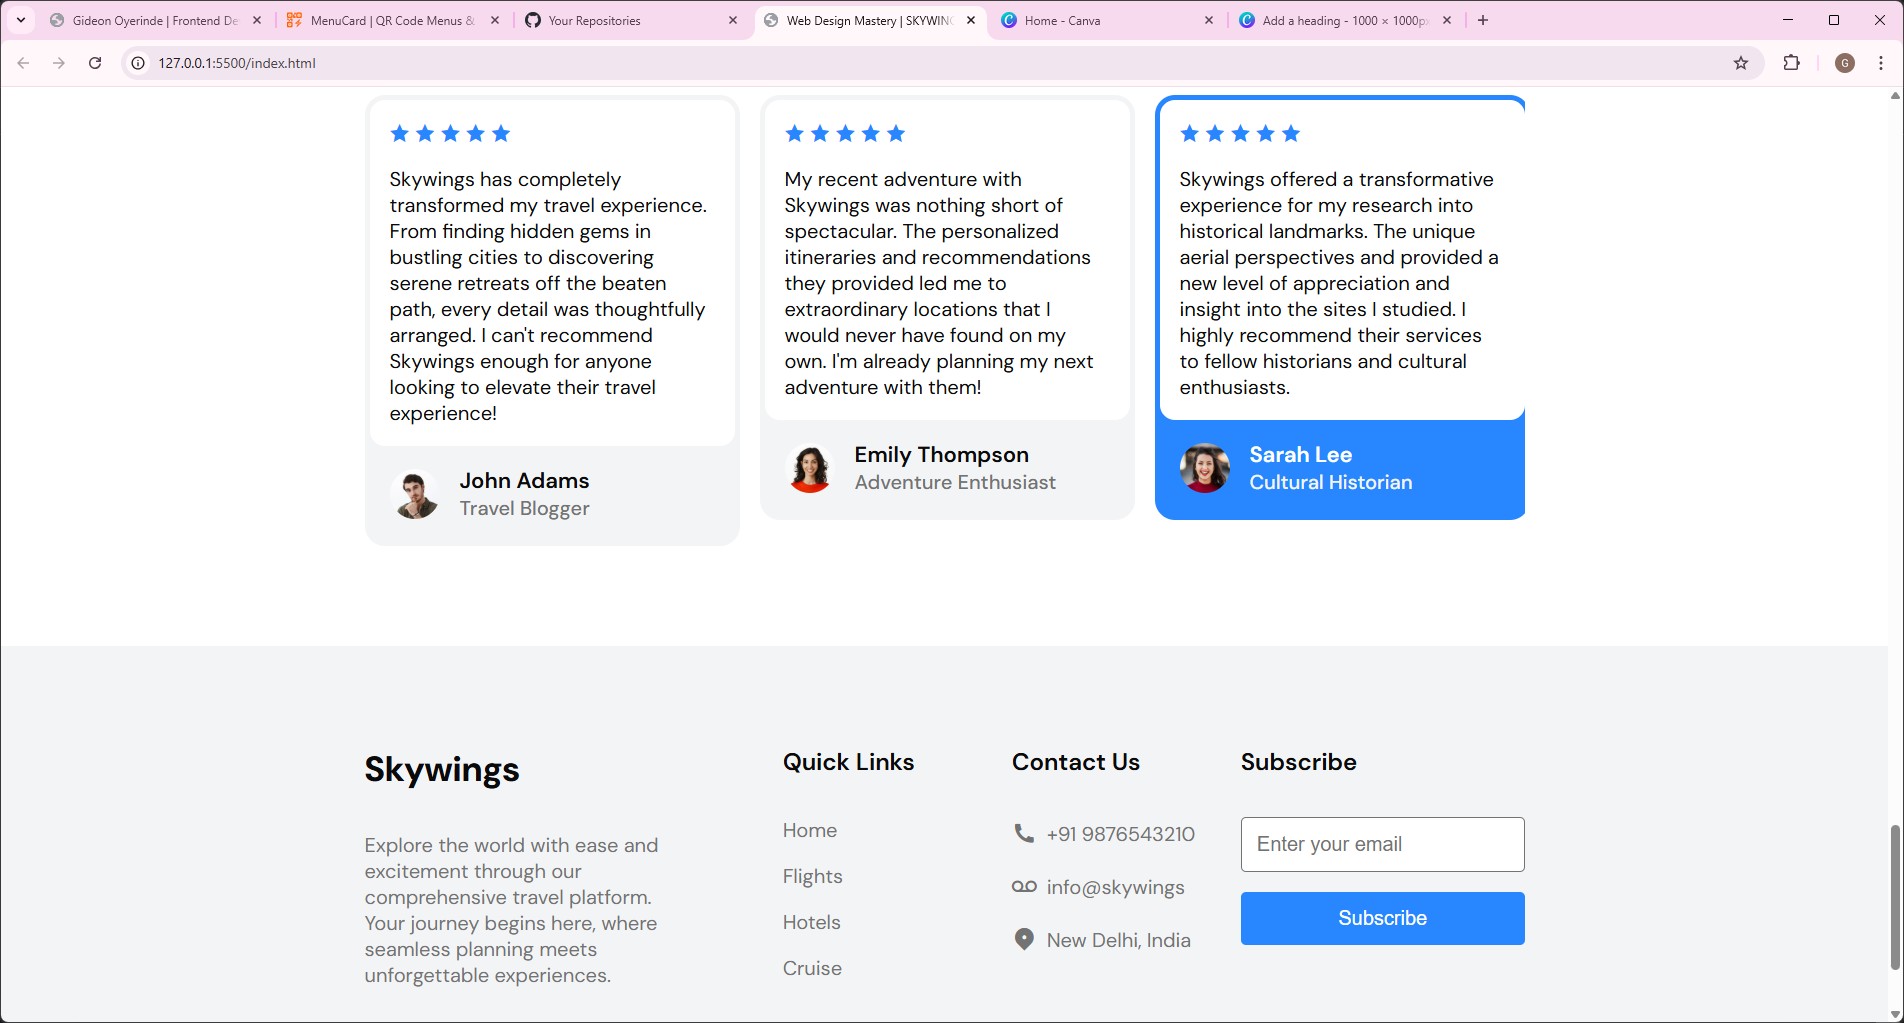 Gideon Oyerinde | Frontend De
MenuCard | QR Code Menus &
Your Repositories
Web Design Mastery | SKYWING
Home - Canva
Add a heading - 1000 × 1000px
127.0.0.1:5500/index.html
G
Skywings has completely
transformed my travel experience.
From finding hidden gems in
bustling cities to discovering
serene retreats off the beaten
path, every detail was thoughtfully
arranged. I can't recommend
Skywings enough for anyone
looking to elevate their travel
experience!
John Adams
Travel Blogger
My recent adventure with
Skywings was nothing short of
spectacular. The personalized
itineraries and recommendations
they provided led me to
extraordinary locations that I
would never have found on my
own. I'm already planning my next
adventure with them!
Emily Thompson
Adventure Enthusiast
Skywings offered a transformative
experience for my research into
historical landmarks. The unique
aerial perspectives and provided a
new level of appreciation and
insight into the sites I studied. I
highly recommend their services
to fellow historians and cultural
enthusiasts.
Sarah Lee
Cultural Historian
Skywings
Explore the world with ease and
excitement through our
comprehensive travel platform.
Your journey begins here, where
seamless planning meets
unforgettable experiences.
Quick Links
Home
Flights
Hotels
Cruise
Contact Us
+91 9876543210
info@skywings
New Delhi, India
Subscribe
Enter your email
Subscribe